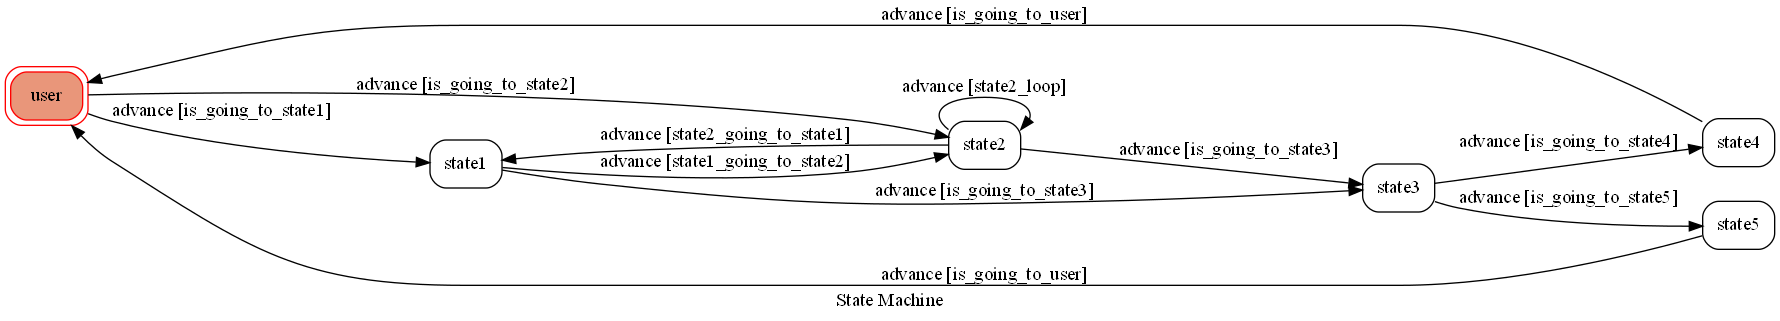 advance [is_going_to_user]
user
advance [is_going_to_state2]
advance [is_going_to_state1]
advance [state2_loop]
advance [state2_going_to_state1]
state1
advance [state1_going_to_state2]
state2
advance [is_going_to_state3]
advance [is_going_to_state3]
state3
advance [is_going_to_state4]
state4
advance [is_going_to_state5]
state5
advance [is_going_to_user]
State Machine